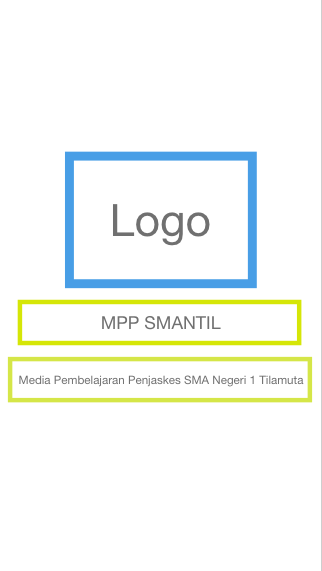 Logo
MPP SMANTIL
Media Pembelajaran Penjaskes SMA Negeri 1 Tilamuta